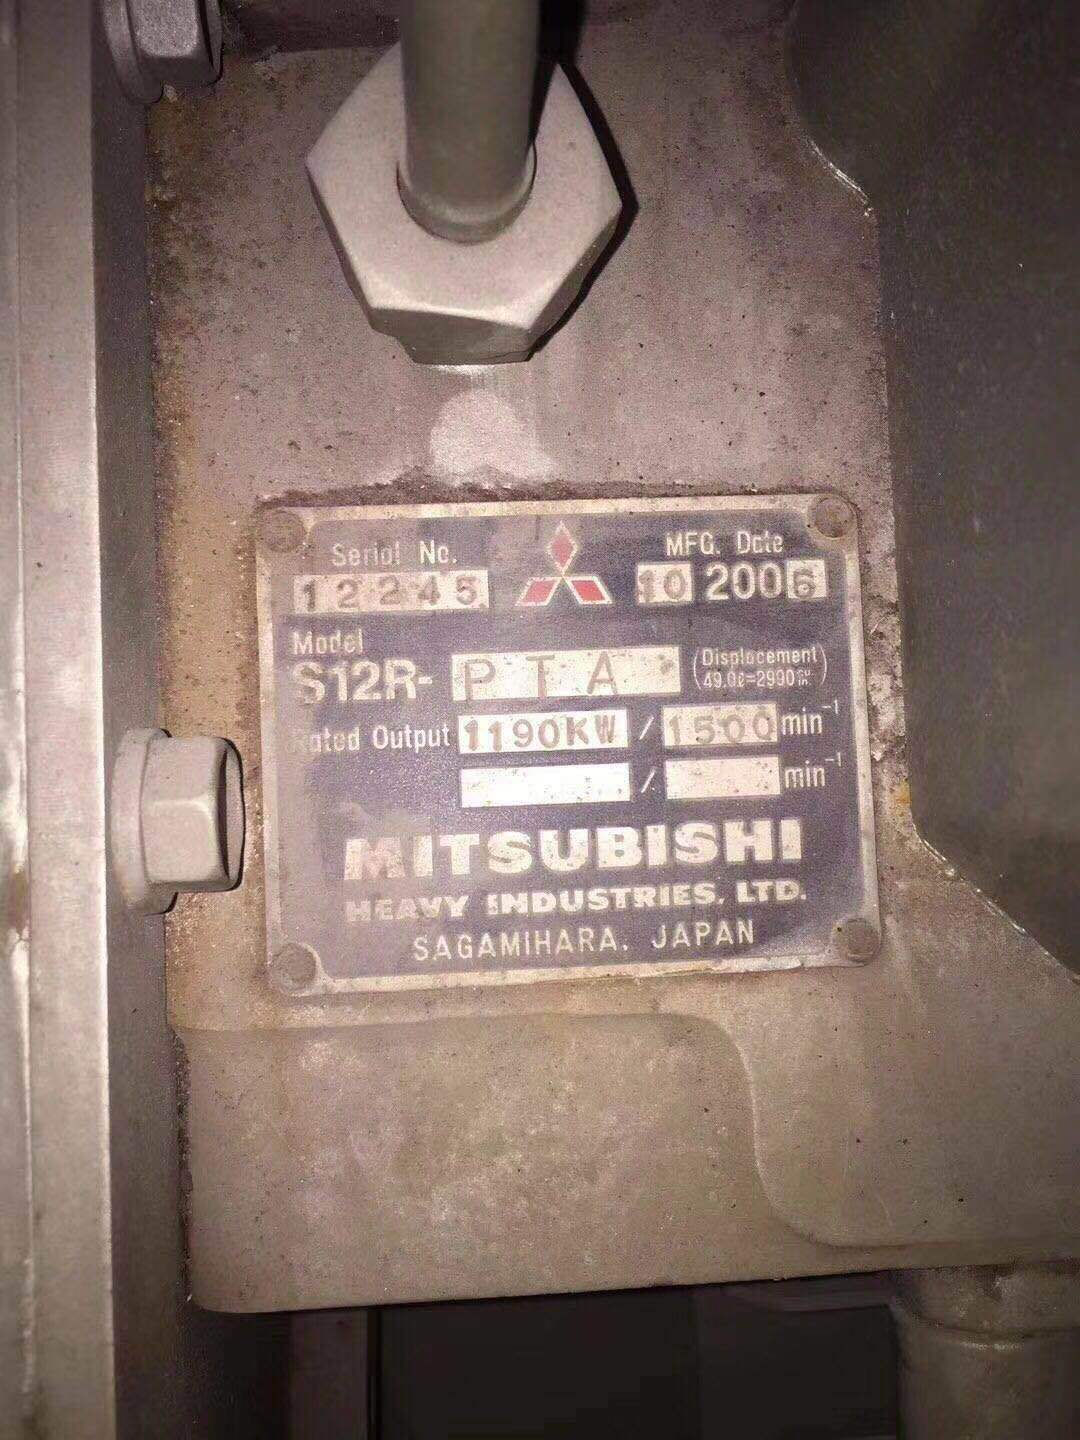 Serial No. MFG. Date
12245 10 2006
Model
S12R-PTA (Displacement 49.0ℓ=2990 cu in.)
Rated Output 1190KW / 1500 min⁻¹
/ min⁻¹
MITSUBISHI
HEAVY INDUSTRIES, LTD.
SAGAMIHARA, JAPAN